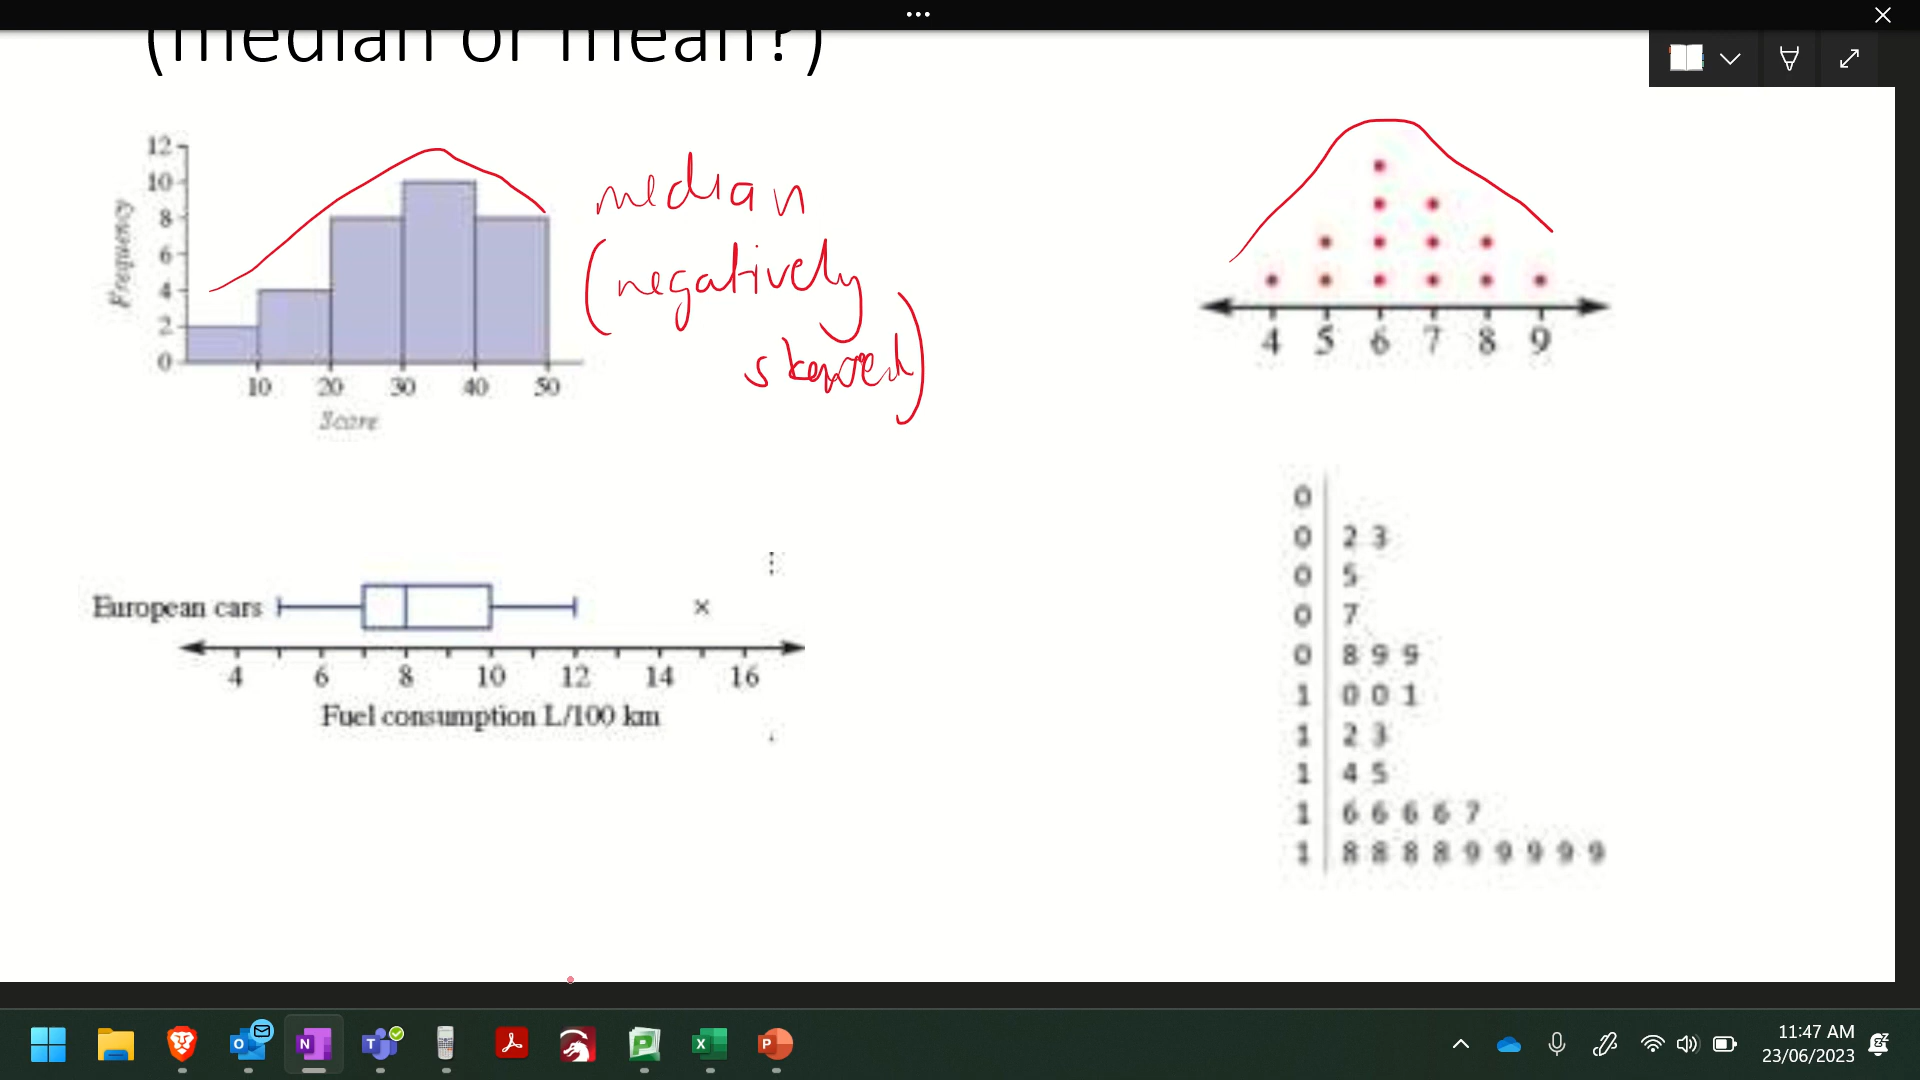 (median or mean?)
12
10
8
6
4
2
0
Frequency
10 20 30 40 50
Score
median
(negatively
skewed)
4 5 6 7 8 9
European cars
4 6 8 10 12 14 16
Fuel consumption L/100 km
0
0 2 3
0 5
0 7
0 8 9 9
1 0 0 1
1 2 3
1 4 5
1 6 6 6 6 7
1 8 8 8 8 9 9 9 9 9
11:47 AM
23/06/2023